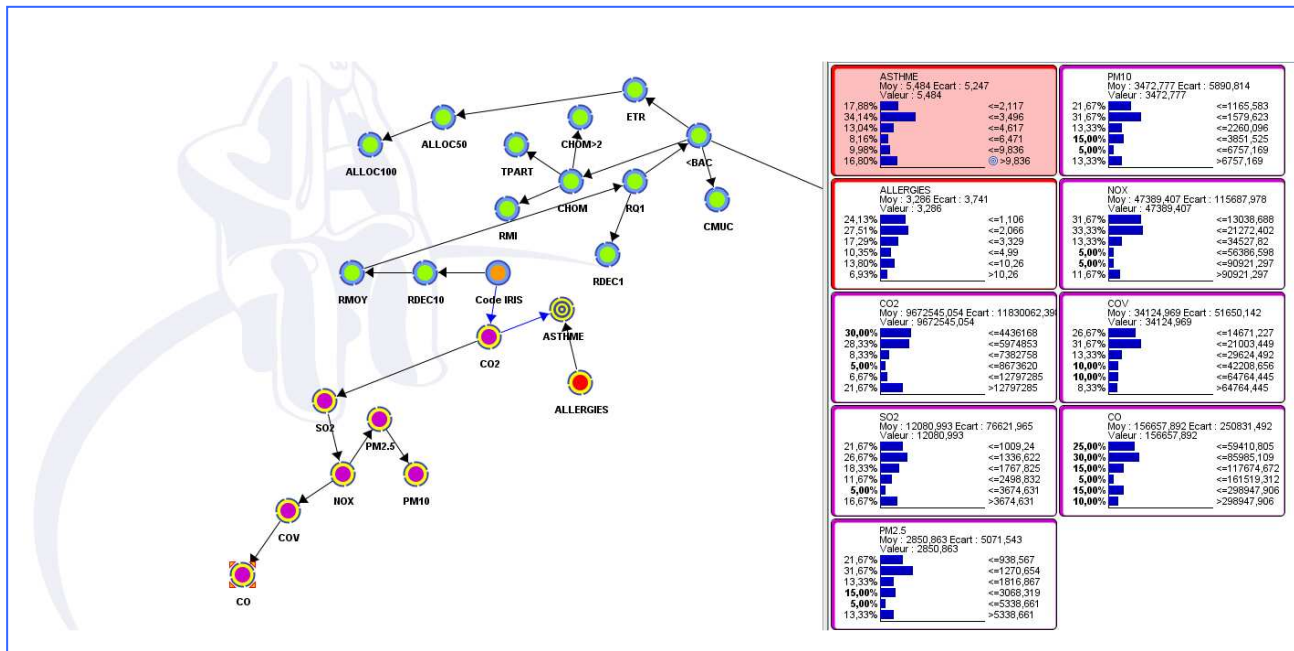 ETR
ALLOC50
CHOM>2
<BAC
ALLOC100
TPART
CHOM
RQ1
CMUC
RMI
RDEC1
RMOY
RDEC10
Code IRIS
ASTHME
CO2
ALLERGIES
SO2
PM2.5
NOX
PM10
COV
CO
ASTHME
Moy : 5,484 Ecart : 5,247
Valeur : 5,484
17,88% <=2,117
34,14% <=3,496
13,04% <=4,617
8,16% <=6,471
9,98% <=9,836
16,80% >9,836
PM10
Moy : 3472,777 Ecart : 5890,814
Valeur : 3472,777
21,67% <=1165,583
31,67% <=1579,623
13,33% <=2260,096
15,00% <=3851,525
5,00% <=6757,169
13,33% >6757,169
ALLERGIES
Moy : 3,286 Ecart : 3,741
Valeur : 3,286
24,13% <=1,106
27,51% <=2,066
17,29% <=3,329
10,35% <=4,99
13,80% <=10,26
6,93% >10,26
NOX
Moy : 47389,407 Ecart : 115687,978
Valeur : 47389,407
31,67% <=13038,688
33,33% <=21272,402
13,33% <=34527,82
5,00% <=56386,598
5,00% <=90921,297
11,67% >90921,297
CO2
Moy : 9672545,054 Ecart : 11830062,39
Valeur : 9672545,054
30,00% <=4436168
28,33% <=5974853
8,33% <=7382758
5,00% <=8673620
6,67% <=12797285
21,67% >12797285
COV
Moy : 34124,969 Ecart : 51650,142
Valeur : 34124,969
26,67% <=14671,227
31,67% <=21003,449
13,33% <=29624,492
10,00% <=42208,656
10,00% <=64764,445
8,33% >64764,445
SO2
Moy : 12080,993 Ecart : 76621,965
Valeur : 12080,993
21,67% <=1009,24
26,67% <=1336,622
18,33% <=1767,825
11,67% <=2498,832
5,00% <=3674,631
16,67% >3674,631
CO
Moy : 156657,892 Ecart : 250831,492
Valeur : 156657,892
25,00% <=59410,805
30,00% <=85985,109
15,00% <=117674,672
5,00% <=161519,312
15,00% <=298947,906
10,00% >298947,906
PM2.5
Moy : 2850,863 Ecart : 5071,543
Valeur : 2850,863
21,67% <=938,567
31,67% <=1270,654
13,33% <=1816,867
15,00% <=3068,319
5,00% <=5338,661
13,33% >5338,661